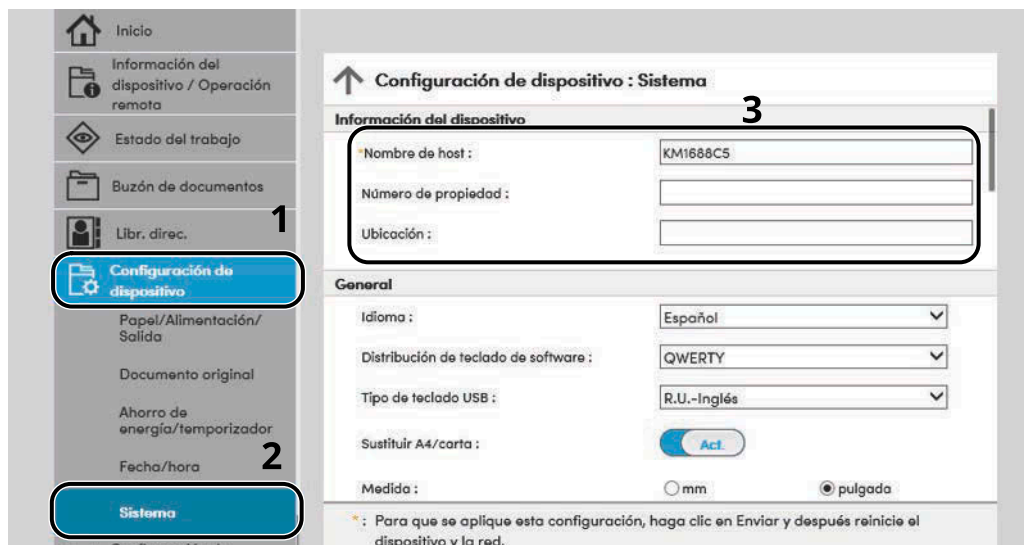 Inicio
Información del
dispositivo / Operación
remota
Estado del trabajo
Buzón de documentos
1
Libr. direc.
Configuración de
dispositivo
Papel/Alimentación/
Salida
Documento original
Ahorro de
energía/temporizador
2
Fecha/hora
Sistema
Configuración de dispositivo : Sistema
3
Información del dispositivo
*Nombre de host : KM1688C5
Número de propiedad :
Ubicación :
General
Idioma : Español
Distribución de teclado de software : QWERTY
Tipo de teclado USB : R.U.-Inglés
Sustituir A4/carta : Act.
Medida : mm pulgada
* : Para que se aplique esta configuración, haga clic en Enviar y después reinicie el
dispositivo y la red.